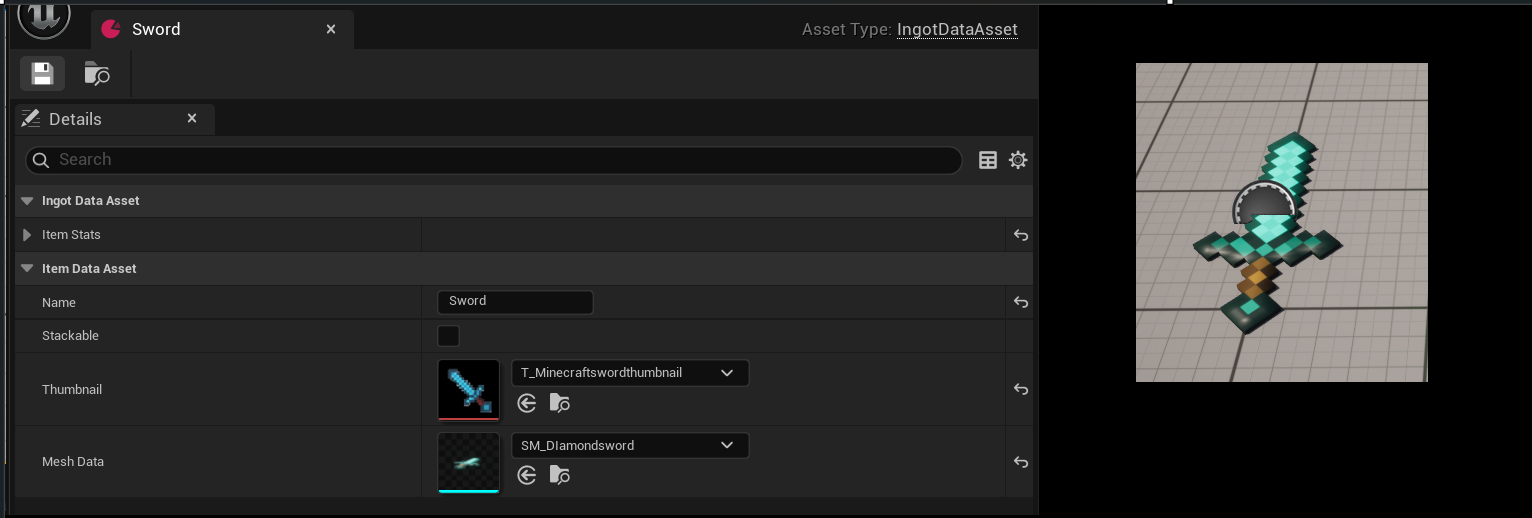 Sword
Asset Type: IngotDataAsset
Details
Search
Ingot Data Asset
Item Stats
Item Data Asset
Name
Sword
Stackable
Thumbnail
T_Minecraftswordthumbnail
Mesh Data
SM_DIamondsword